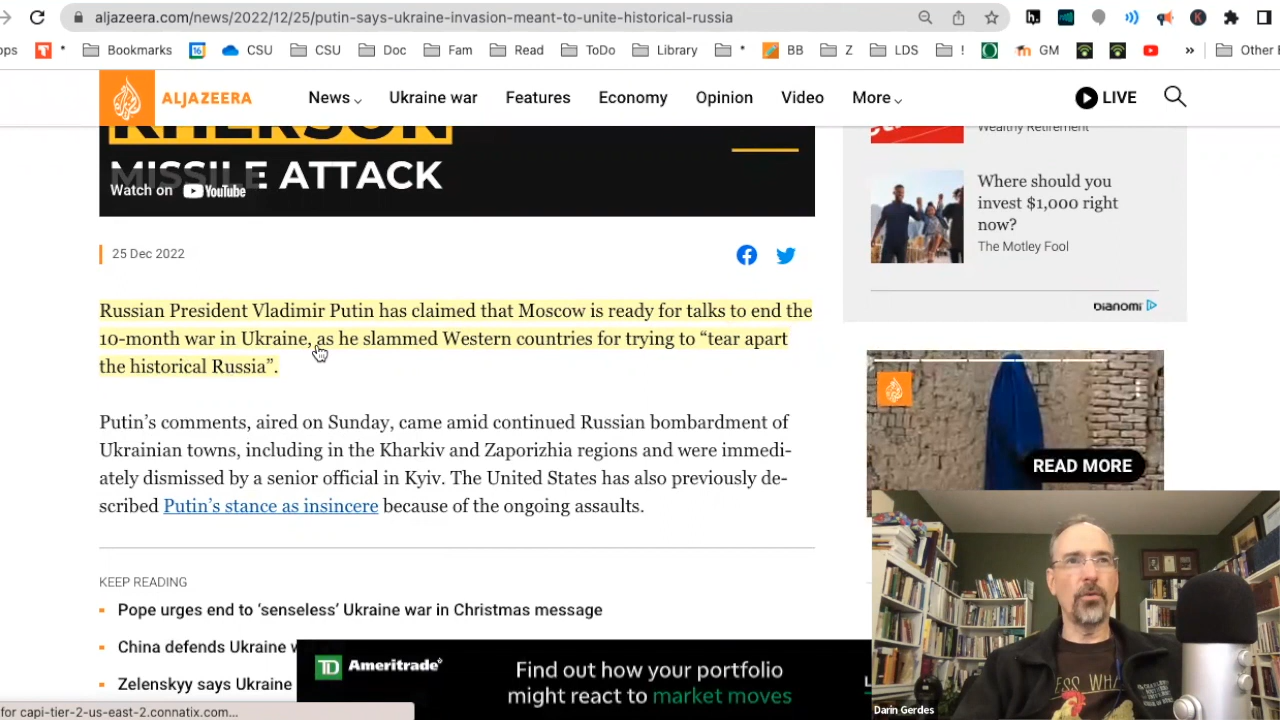 aljazeera.com/news/2022/12/25/putin-says-ukraine-invasion-meant-to-unite-historical-russia
Bookmarks CSU CSU Doc Fam Read ToDo Library * BB Z LDS ! GM » Other
ALJAZEERA News Ukraine war Features Economy Opinion Video More LIVE
KHERSON
MISSILE ATTACK
Watch on YouTube
Wealthy Retirement
Where should you
invest $1,000 right
now?
The Motley Fool
dianomi
25 Dec 2022
Russian President Vladimir Putin has claimed that Moscow is ready for talks to end the
10-month war in Ukraine, as he slammed Western countries for trying to “tear apart
the historical Russia”.
Putin’s comments, aired on Sunday, came amid continued Russian bombardment of
Ukrainian towns, including in the Kharkiv and Zaporizhia regions and were immedi-
ately dismissed by a senior official in Kyiv. The United States has also previously de-
scribed Putin’s stance as insincere because of the ongoing assaults.
READ MORE
KEEP READING
Pope urges end to ‘senseless’ Ukraine war in Christmas message
China defends Ukraine
Zelenskyy says Ukraine
TD Ameritrade
Find out how your portfolio
might react to market moves
for capi-tier-2-us-east-2.connatix.com...
Darin Gerdes